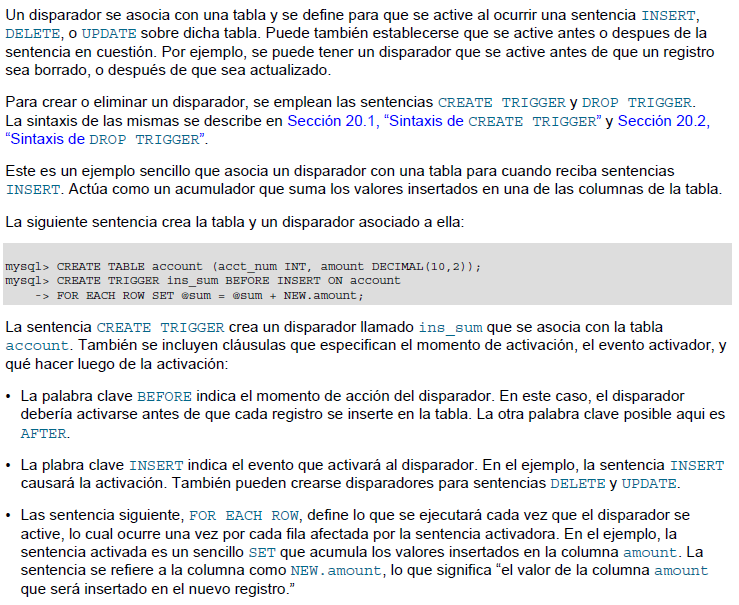 Un disparador se asocia con una tabla y se define para que se active al ocurrir una sentencia INSERT,
DELETE, o UPDATE sobre dicha tabla. Puede también establecerse que se active antes o despues de la
sentencia en cuestión. Por ejemplo, se puede tener un disparador que se active antes de que un registro
sea borrado, o después de que sea actualizado.
Para crear o eliminar un disparador, se emplean las sentencias CREATE TRIGGER y DROP TRIGGER.
La sintaxis de las mismas se describe en Sección 20.1, “Sintaxis de CREATE TRIGGER” y Sección 20.2,
“Sintaxis de DROP TRIGGER”.
Este es un ejemplo sencillo que asocia un disparador con una tabla para cuando reciba sentencias
INSERT. Actúa como un acumulador que suma los valores insertados en una de las columnas de la tabla.
La siguiente sentencia crea la tabla y un disparador asociado a ella:
mysql> CREATE TABLE account (acct_num INT, amount DECIMAL(10,2));
mysql> CREATE TRIGGER ins_sum BEFORE INSERT ON account
-> FOR EACH ROW SET @sum = @sum + NEW.amount;
La sentencia CREATE TRIGGER crea un disparador llamado ins_sum que se asocia con la tabla
account. También se incluyen cláusulas que especifican el momento de activación, el evento activador, y
qué hacer luego de la activación:
• La palabra clave BEFORE indica el momento de acción del disparador. En este caso, el disparador
debería activarse antes de que cada registro se inserte en la tabla. La otra palabra clave posible aqui es
AFTER.
• La plabra clave INSERT indica el evento que activará al disparador. En el ejemplo, la sentencia INSERT
causará la activación. También pueden crearse disparadores para sentencias DELETE y UPDATE.
• Las sentencia siguiente, FOR EACH ROW, define lo que se ejecutará cada vez que el disparador se
active, lo cual ocurre una vez por cada fila afectada por la sentencia activadora. En el ejemplo, la
sentencia activada es un sencillo SET que acumula los valores insertados en la columna amount. La
sentencia se refiere a la columna como NEW.amount, lo que significa “el valor de la columna amount
que será insertado en el nuevo registro.”